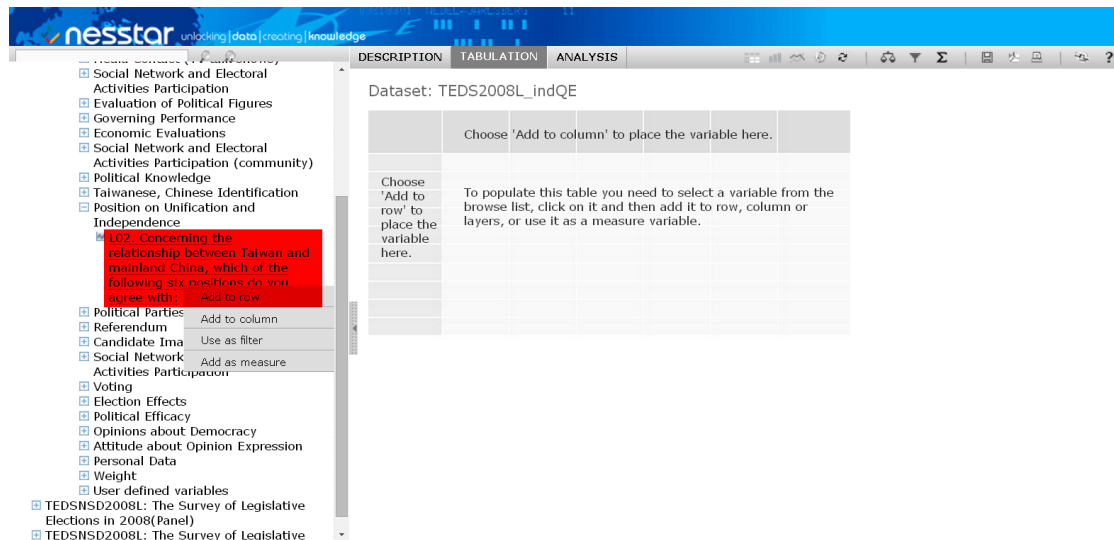 nesstar unlocking|data|creating|knowledge
DESCRIPTION TABULATION ANALYSIS
?
Social Network and Electoral
Activities Participation
Evaluation of Political Figures
Governing Performance
Economic Evaluations
Social Network and Electoral
Activities Participation (community)
Political Knowledge
Taiwanese, Chinese Identification
Position on Unification and
Independence
L02. Concerning the
relationship between Taiwan and
mainland China, which of the
following six positions do you
agree with:
Add to row
Add to column
Use as filter
Add as measure
Political Parties
Referendum
Candidate Ima
Social Network
Activities Participation
Voting
Election Effects
Political Efficacy
Opinions about Democracy
Attitude about Opinion Expression
Personal Data
Weight
User defined variables
TEDSNSD2008L: The Survey of Legislative
Elections in 2008(Panel)
TEDSNSD2008L: The Survey of Legislative
Dataset: TEDS2008L_indQE
Choose 'Add to column' to place the variable here.
Choose
'Add to
row' to
place the
variable
here.
To populate this table you need to select a variable from the
browse list, click on it and then add it to row, column or
layers, or use it as a measure variable.